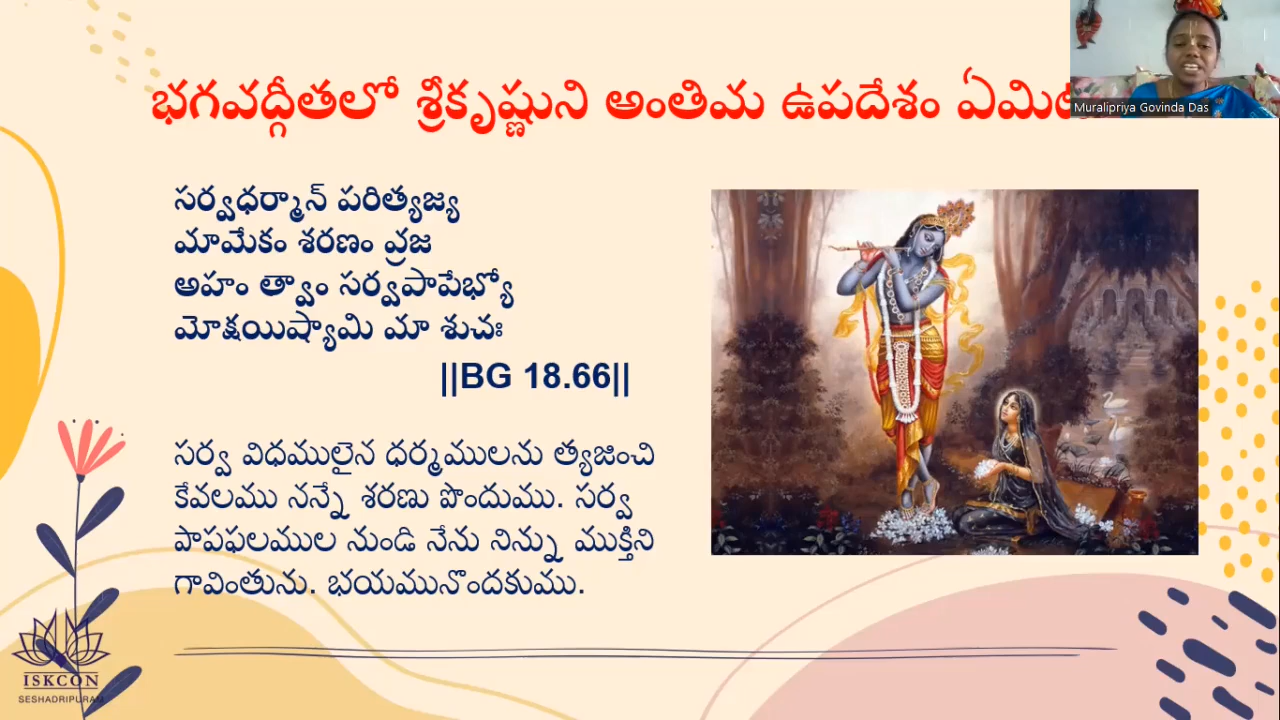 భగవద్గీతలో శ్రీకృష్ణుని అంతిమ ఉపదేశం
Muralipriya Govinda Das
సర్వధర్మాన్ పరిత్యజ్య
మామేకం శరణం వ్రజ
అహం త్వాం సర్వపాపేభ్యో
మోక్షయిష్యామి మా శుచః
||BG 18.66||
సర్వ విధములైన ధర్మములను త్యజించి
కేవలము నన్నే శరణు పొందుము. సర్వ
పాపఫలముల నుండి నేను నిన్ను ముక్తిని
గావింతును. భయమునొందకుము.
ISKCON
SESHADRIPURAM